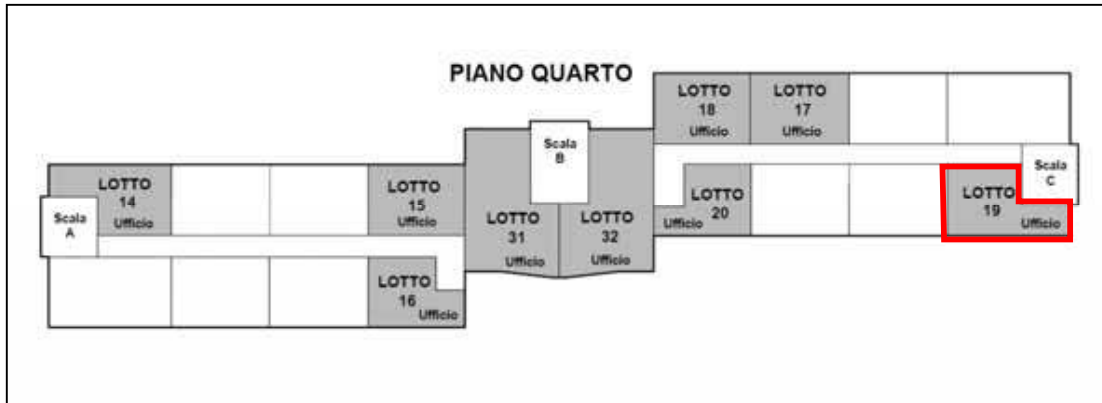 PIANO QUARTO
LOTTO
18
Ufficio
LOTTO
17
Ufficio
Scala
B
Scala
C
LOTTO
14
Ufficio
LOTTO
15
Ufficio
LOTTO
20
Ufficio
LOTTO
19
Ufficio
Scala
A
LOTTO
31
Ufficio
LOTTO
32
Ufficio
LOTTO
16
Ufficio